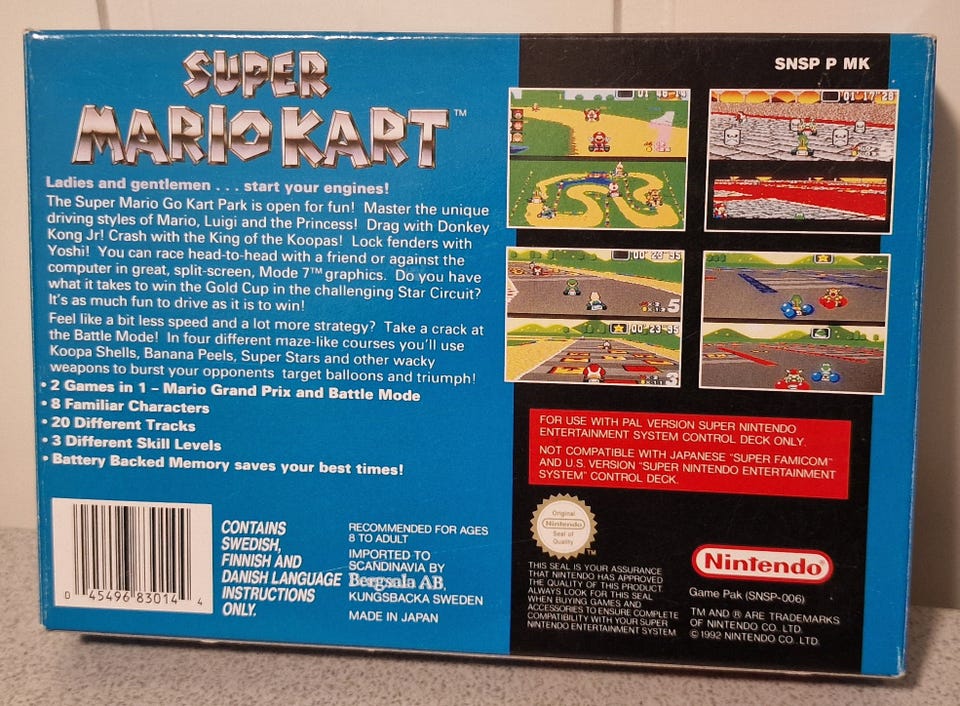 SUPER
MARIO KART™
SNSP P MK
Ladies and gentlemen . . . start your engines!
The Super Mario Go Kart Park is open for fun! Master the unique
driving styles of Mario, Luigi and the Princess! Drag with Donkey
Kong Jr! Crash with the King of the Koopas! Lock fenders with
Yoshi! You can race head-to-head with a friend or against the
computer in great, split-screen, Mode 7™ graphics. Do you have
what it takes to win the Gold Cup in the challenging Star Circuit?
It's as much fun to drive as it is to win!
Feel like a bit less speed and a lot more strategy? Take a crack at
the Battle Mode! In four different maze-like courses you'll use
Koopa Shells, Banana Peels, Super Stars and other wacky
weapons to burst your opponents target balloons and triumph!
• 2 Games in 1 – Mario Grand Prix and Battle Mode
• 8 Familiar Characters
• 20 Different Tracks
• 3 Different Skill Levels
• Battery Backed Memory saves your best times!
01'17"29
00'23"95
5
00'23"95
3
FOR USE WITH PAL VERSION SUPER NINTENDO
ENTERTAINMENT SYSTEM CONTROL DECK ONLY.
NOT COMPATIBLE WITH JAPANESE "SUPER FAMICOM"
AND U.S. VERSION "SUPER NINTENDO ENTERTAINMENT
SYSTEM" CONTROL DECK.
0 45496 83014 4
CONTAINS
SWEDISH,
FINNISH AND
DANISH LANGUAGE
INSTRUCTIONS
ONLY.
RECOMMENDED FOR AGES
8 TO ADULT
IMPORTED TO
SCANDINAVIA BY
Bergsala AB
KUNGSBACKA SWEDEN
MADE IN JAPAN
Original
Nintendo
Seal of
Quality
TM
THIS SEAL IS YOUR ASSURANCE
THAT NINTENDO HAS APPROVED
THE QUALITY OF THIS PRODUCT.
ALWAYS LOOK FOR THIS SEAL
WHEN BUYING GAMES AND
ACCESSORIES TO ENSURE COMPLETE
COMPATIBILITY WITH YOUR SUPER
NINTENDO ENTERTAINMENT SYSTEM.
Nintendo®
Game Pak (SNSP-006)
TM AND ® ARE TRADEMARKS
OF NINTENDO CO. LTD.
© 1992 NINTENDO CO. LTD.